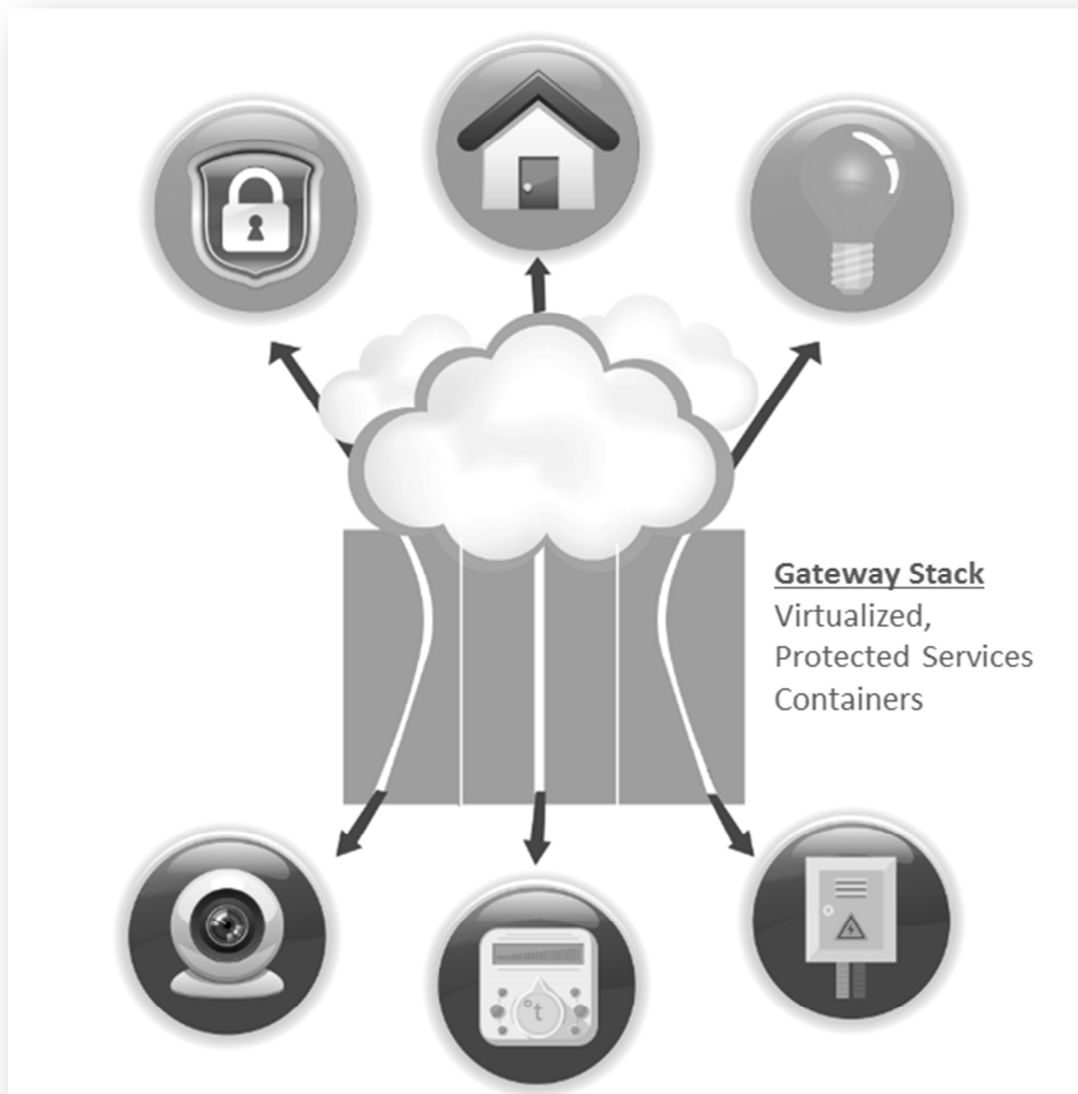 Gateway Stack
Virtualized,
Protected Services
Containers
°t